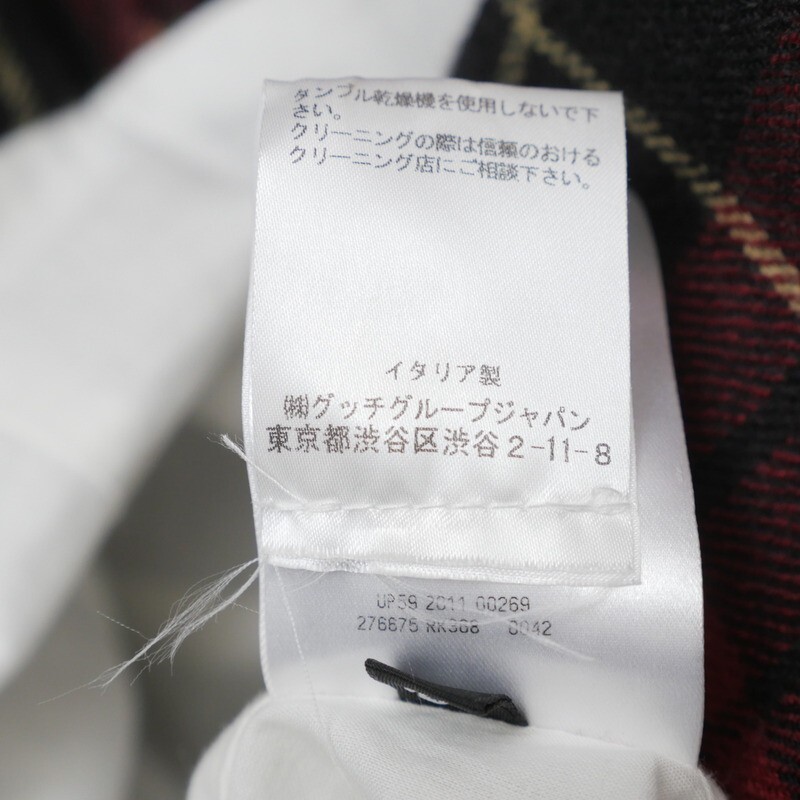 タンブル乾燥機を使用しないで下
さい。
クリーニングの際は信頼のおける
クリーニング店にご相談下さい。
イタリア製
㈱グッチグループジャパン
東京都渋谷区渋谷2-11-8
UP59 2011 00269
276676 RK368 0042